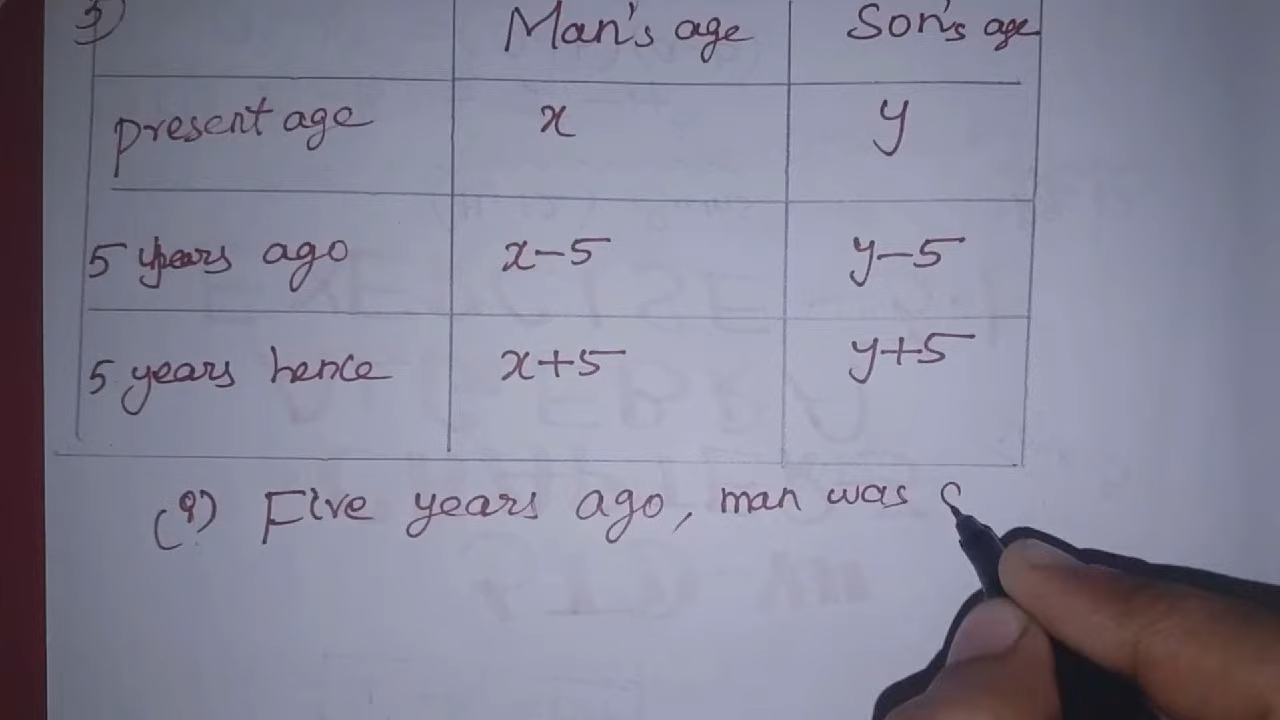 3)
Man's age Son's age
present age x y
5 years ago x-5 y-5
5 years hence x+5 y+5
(i) Five years ago, man was